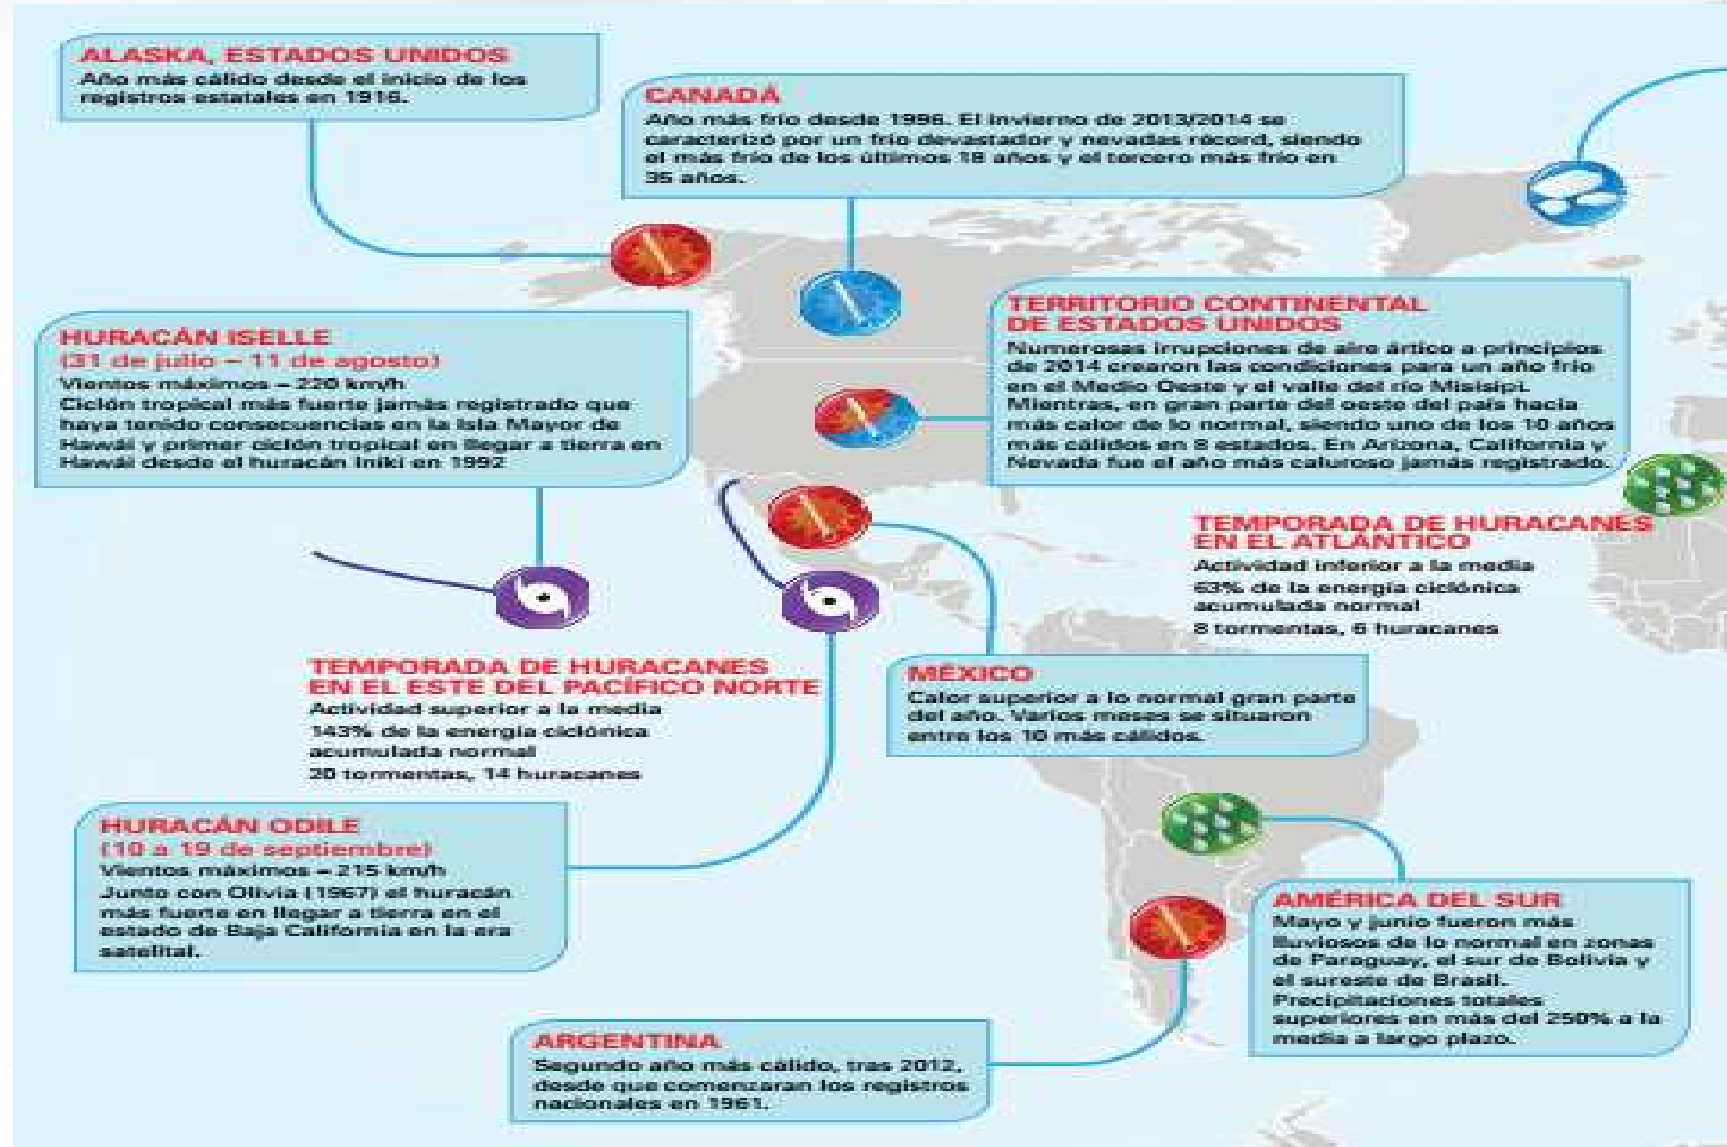 ALASKA, ESTADOS UNIDOS
Año más cálido desde el inicio de los
registros estatales en 1916.
CANADÁ
Año más frío desde 1996. El invierno de 2013/2014 se
caracterizó por un frío devastador y nevadas récord, siendo
el más frío de los últimos 18 años y el tercero más frío en
35 años.
HURACÁN ISELLE
(31 de julio – 11 de agosto)
Vientos máximos – 220 km/h
Ciclón tropical más fuerte jamás registrado que
haya tenido consecuencias en la Isla Mayor de
Hawái y primer ciclón tropical en llegar a tierra en
Hawái desde el huracán Iniki en 1992
TERRITORIO CONTINENTAL
DE ESTADOS UNIDOS
Numerosas irrupciones de aire ártico a principios
de 2014 crearon las condiciones para un año frío
en el Medio Oeste y el valle del río Misisipi.
Mientras, en gran parte del oeste del país hacía
más calor de lo normal, siendo uno de los 10 años
más cálidos en 8 estados. En Arizona, California y
Nevada fue el año más caluroso jamás registrado.
TEMPORADA DE HURACANES
EN EL ATLÁNTICO
Actividad inferior a la media
63% de la energía ciclónica
acumulada normal
8 tormentas, 6 huracanes
TEMPORADA DE HURACANES
EN EL ESTE DEL PACÍFICO NORTE
Actividad superior a la media
143% de la energía ciclónica
acumulada normal
20 tormentas, 14 huracanes
MÉXICO
Calor superior a lo normal gran parte
del año. Varios meses se situaron
entre los 10 más cálidos.
HURACÁN ODILE
(10 a 19 de septiembre)
Vientos máximos – 215 km/h
Junto con Olivia (1967) el huracán
más fuerte en llegar a tierra en el
estado de Baja California en la era
satelital.
AMÉRICA DEL SUR
Mayo y junio fueron más
lluviosos de lo normal en zonas
de Paraguay, el sur de Bolivia y
el sureste de Brasil.
Precipitaciones totales
superiores en más del 250% a la
media a largo plazo.
ARGENTINA
Segundo año más cálido, tras 2012,
desde que comenzaran los registros
nacionales en 1961.